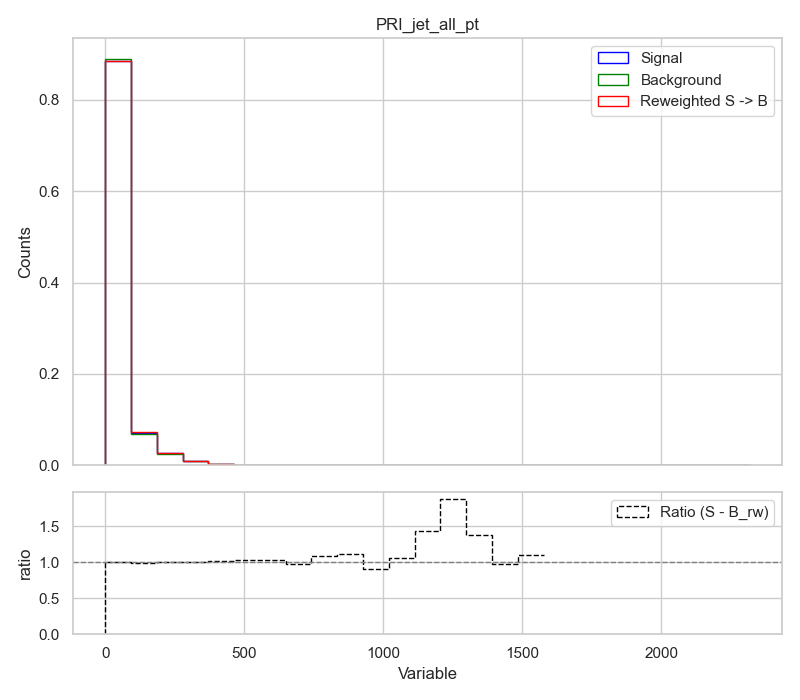 PRI_jet_all_pt
Signal
Background
Reweighted S -> B
0.8
0.6
0.4
0.2
0.0
Counts
Ratio (S - B_rw)
1.5
1.0
0.5
0.0
ratio
0
500
1000
1500
2000
Variable